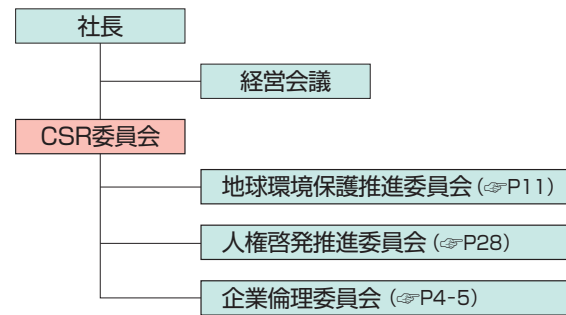 社長
経営会議
CSR委員会
地球環境保護推進委員会(☞P11)
人権啓発推進委員会(☞P28)
企業倫理委員会(☞P4-5)